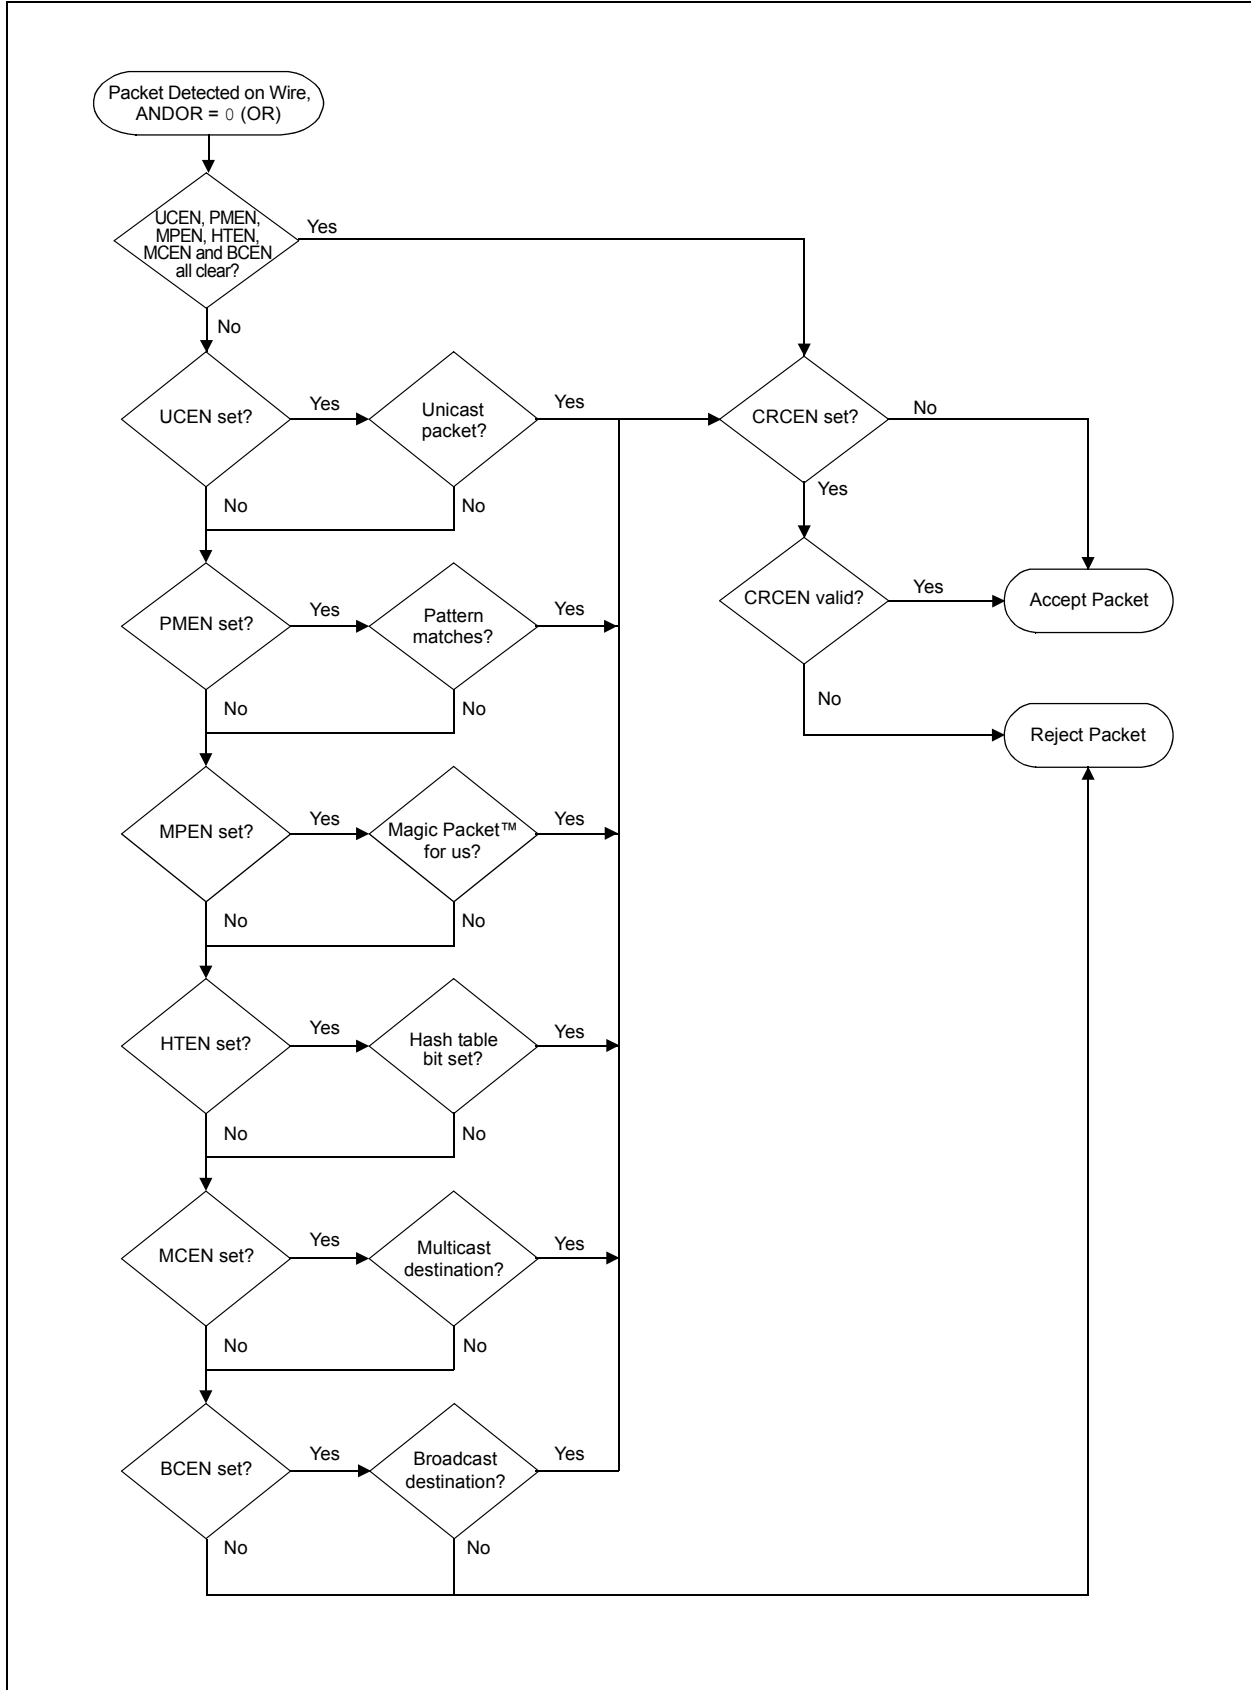 Packet Detected on Wire,
ANDOR = 0 (OR)
UCEN, PMEN,
MPEN, HTEN,
MCEN and BCEN
all clear?
Yes
No
UCEN set?
Yes
Unicast
packet?
Yes
CRCEN set?
No
Yes
No
No
PMEN set?
Yes
Pattern
matches?
Yes
CRCEN valid?
Yes
Accept Packet
No
No
No
Reject Packet
MPEN set?
Yes
Magic Packet™
for us?
Yes
No
No
HTEN set?
Yes
Hash table
bit set?
Yes
No
No
MCEN set?
Yes
Multicast
destination?
Yes
No
No
BCEN set?
Yes
Broadcast
destination?
Yes
No
No